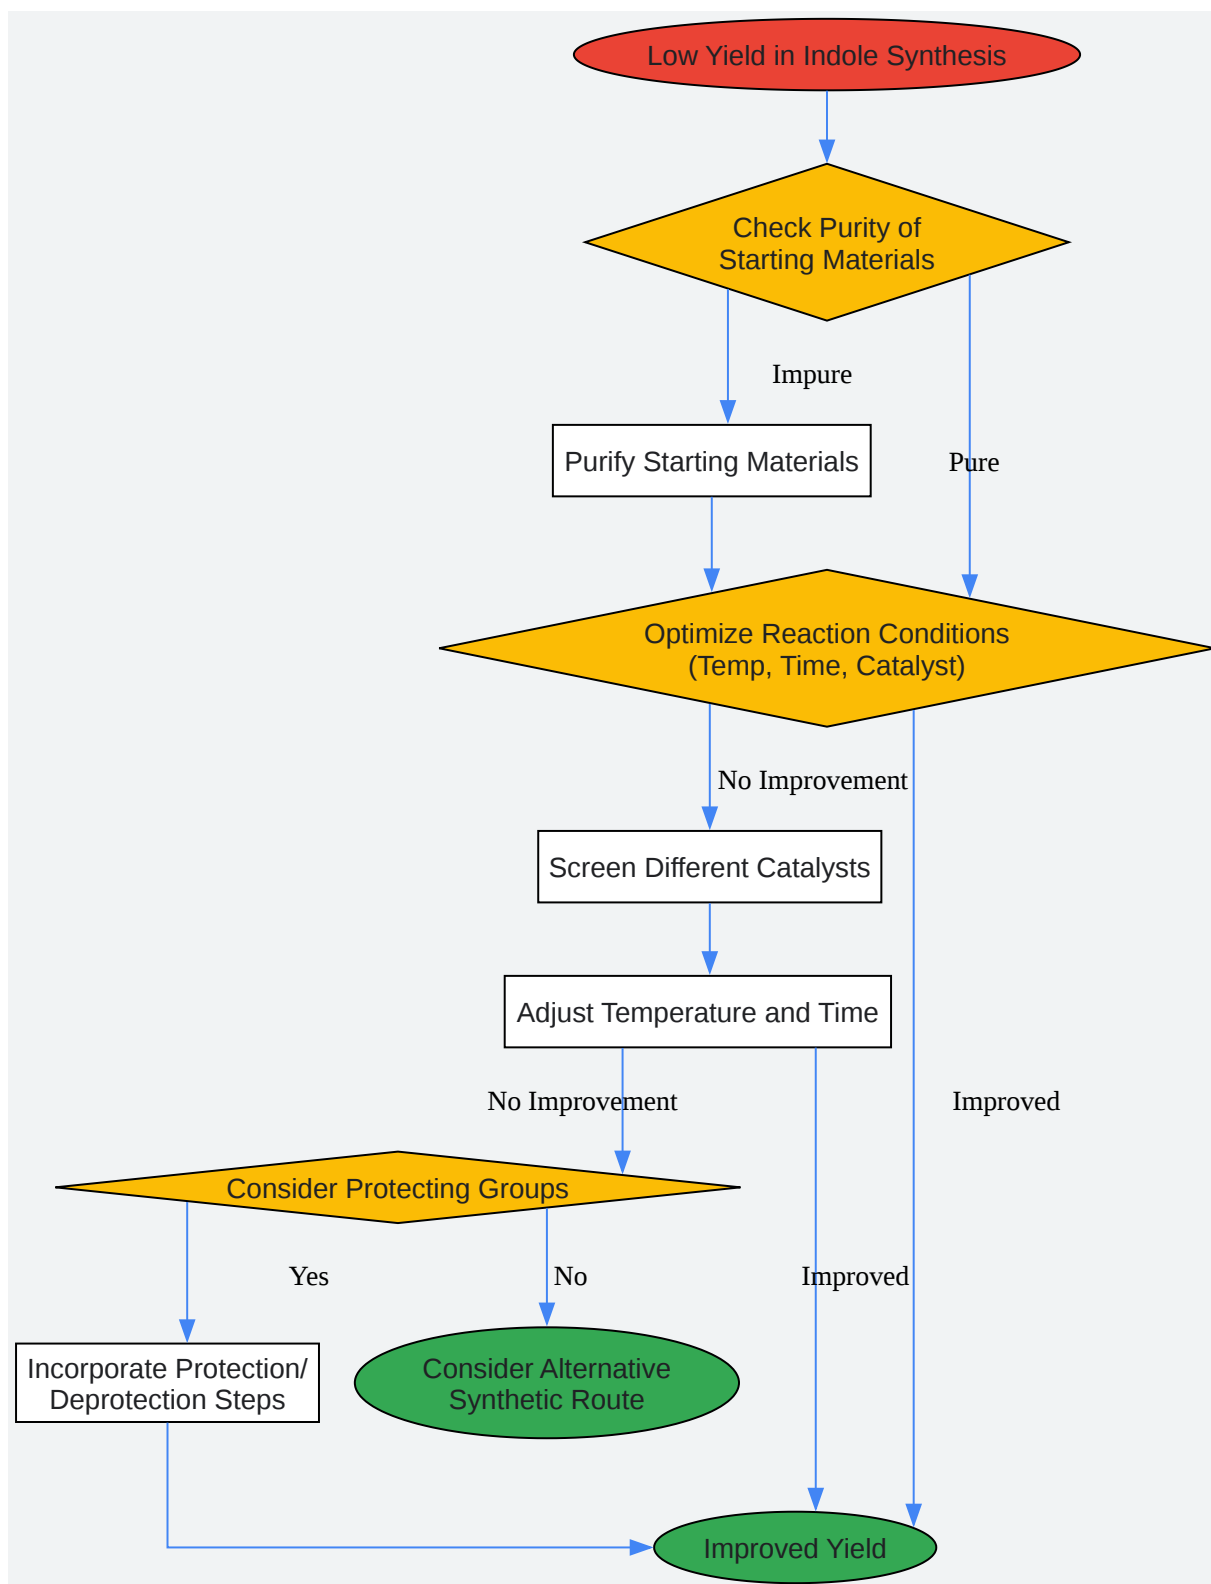 Low Yield in Indole Synthesis
Check Purity of
Starting Materials
Impure
Purify Starting Materials
Pure
Optimize Reaction Conditions
(Temp, Time, Catalyst)
No Improvement
Screen Different Catalysts
Adjust Temperature and Time
No Improvement
Improved
Consider Protecting Groups
Yes
No
Improved
Incorporate Protection/
Deprotection Steps
Consider Alternative
Synthetic Route
Improved Yield